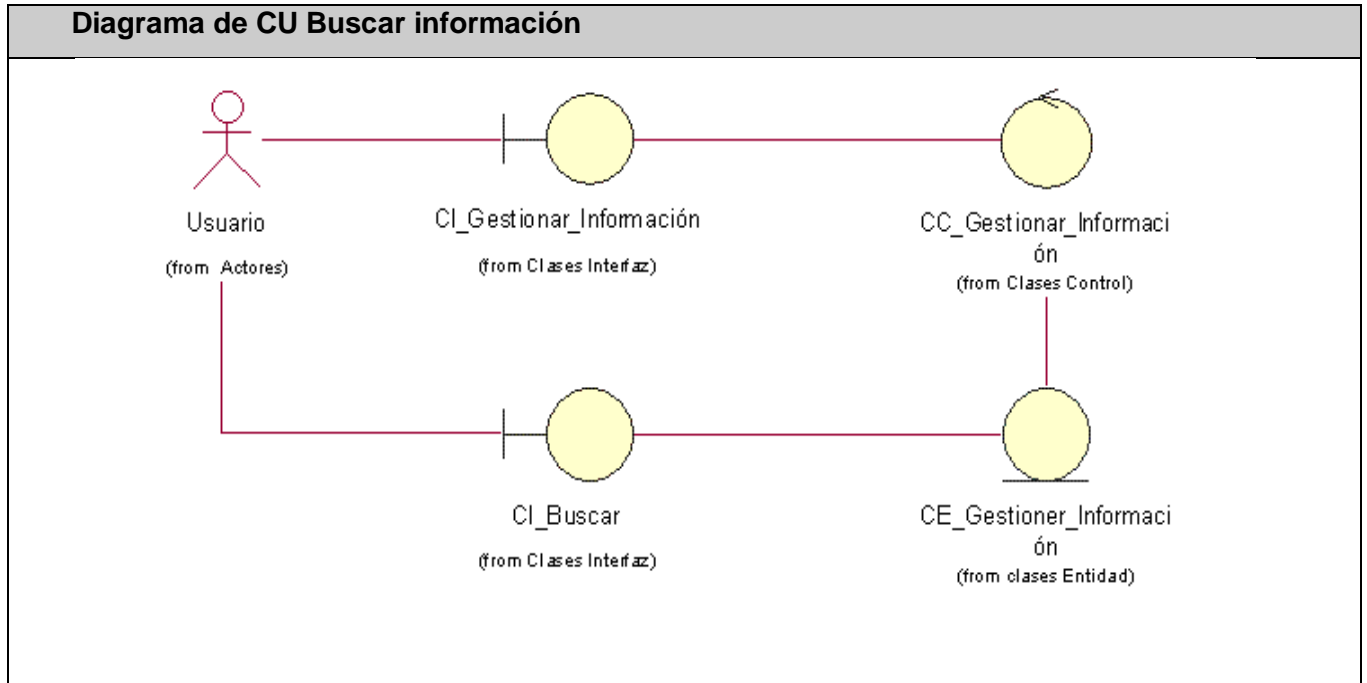 Diagrama de CU Buscar información
Usuario
(from Actores)
CI_Gestionar_Información
(from Clases Interfaz)
CC_Gestionar_Informaci
ón
(from Clases Control)
CI_Buscar
(from Clases Interfaz)
CE_Gestioner_Informaci
ón
(from clases Entidad)